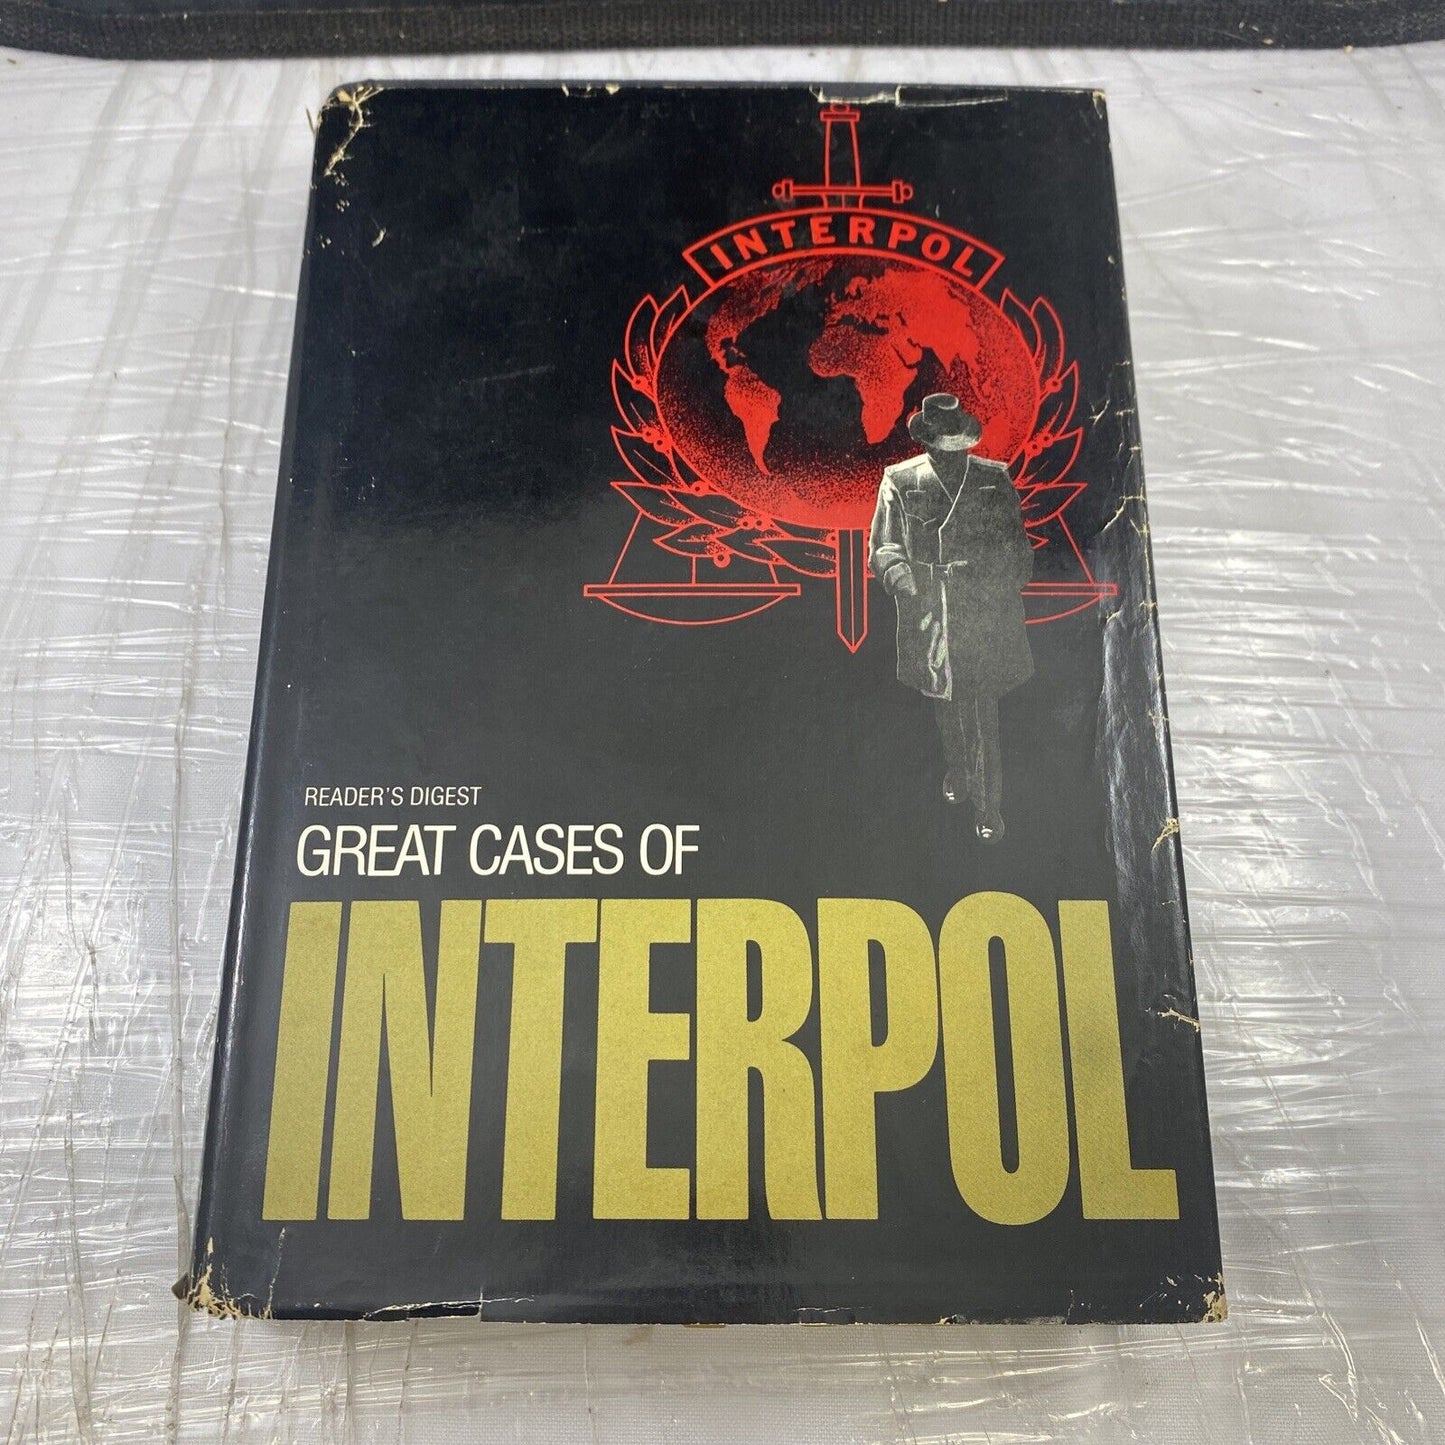 INTERPOL
READER'S DIGEST
GREAT CASES OF
INTERPOL